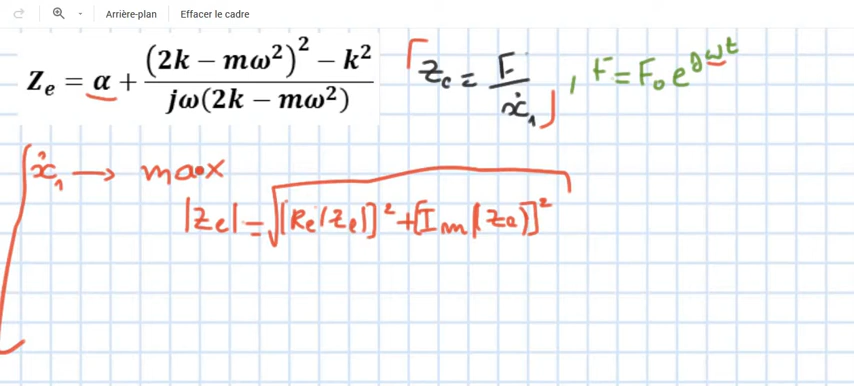 Arrière-plan Effacer le cadre
Z_e = α + ((2k − mω²)² − k²) / (jω(2k − mω²))
Z_e = F / ẋ₁ , F = F₀ e^{jωt}
ẋ₁ → max
|Z_e| = √([Re(Z_e)]² + [Im(Z_e)]²)